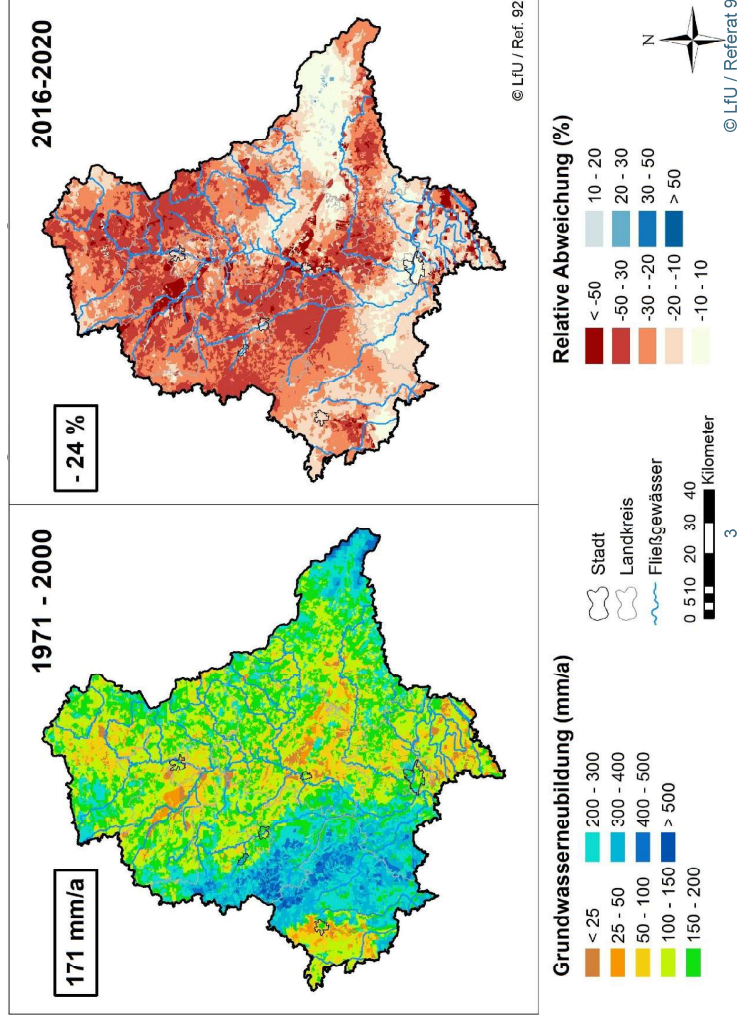 171 mm/a
1971 - 2000
- 24 %
2016-2020
© LfU / Ref. 92
Grundwasserneubildung (mm/a)
< 25
25 - 50
50 - 100
100 - 150
150 - 200
200 - 300
300 - 400
400 - 500
> 500
Stadt
Landkreis
Fließgewässer
0 5 10 20 30 40
Kilometer
3
Relative Abweichung (%)
< -50
-50 - 30
-30 - -20
-20 - -10
-10 - 10
10 - 20
20 - 30
30 - 50
> 50
N
© LfU / Referat 9